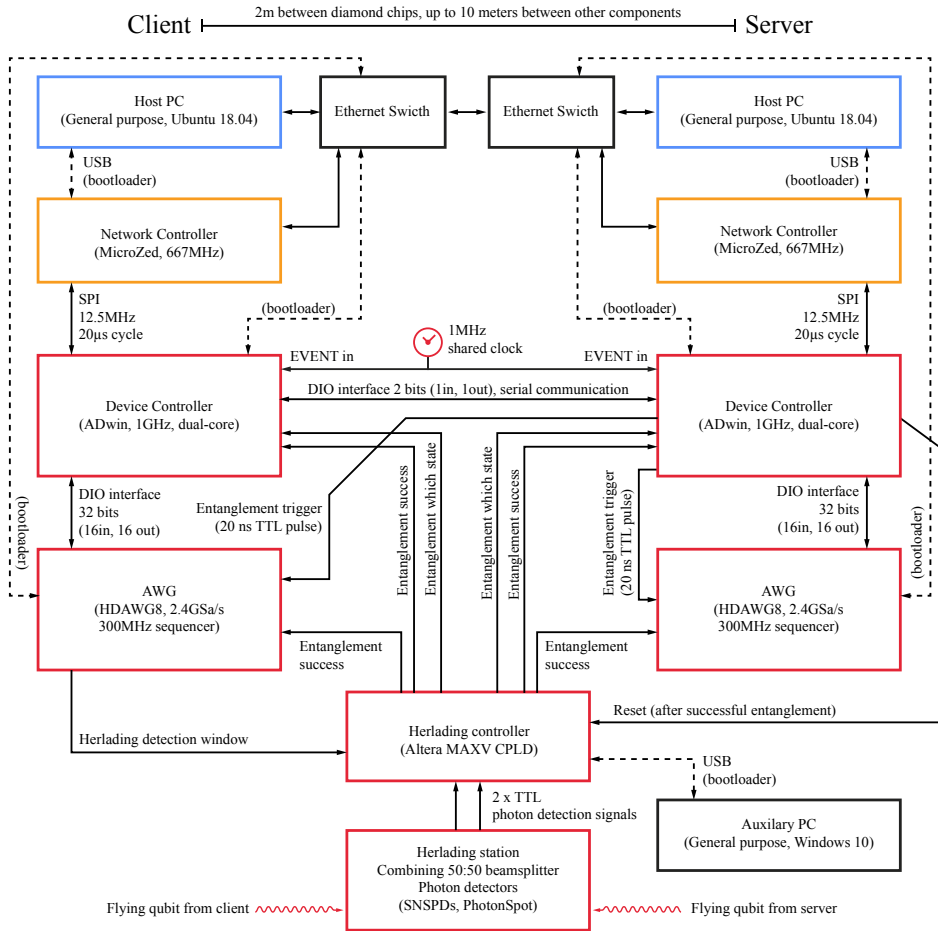 2m between diamond chips, up to 10 meters between other components
Client
Server
Host PC
(General purpose, Ubuntu 18.04)
Ethernet Swicth
Ethernet Swicth
Host PC
(General purpose, Ubuntu 18.04)
USB
(bootloader)
USB
(bootloader)
Network Controller
(MicroZed, 667MHz)
Network Controller
(MicroZed, 667MHz)
SPI
12.5MHz
20µs cycle
(bootloader)
(bootloader)
SPI
12.5MHz
20µs cycle
1MHz
shared clock
EVENT in
EVENT in
DIO interface 2 bits (1in, 1out), serial communication
Device Controller
(ADwin, 1GHz, dual-core)
Device Controller
(ADwin, 1GHz, dual-core)
Entanglement success
Entanglement which state
Entanglement which state
Entanglement success
(bootloader)
DIO interface
32 bits
(16in, 16 out)
Entanglement trigger
(20 ns TTL pulse)
Entanglement trigger
(20 ns TTL pulse)
DIO interface
32 bits
(16in, 16 out)
(bootloader)
AWG
(HDAWG8, 2.4GSa/s
300MHz sequencer)
AWG
(HDAWG8, 2.4GSa/s
300MHz sequencer)
Entanglement
success
Entanglement
success
Herlading detection window
Herlading controller
(Altera MAXV CPLD)
Reset (after successful entanglement)
USB
(bootloader)
2 x TTL
photon detection signals
Auxilary PC
(General purpose, Windows 10)
Herlading station
Combining 50:50 beamsplitter
Photon detectors
(SNSPDs, PhotonSpot)
Flying qubit from client
Flying qubit from server